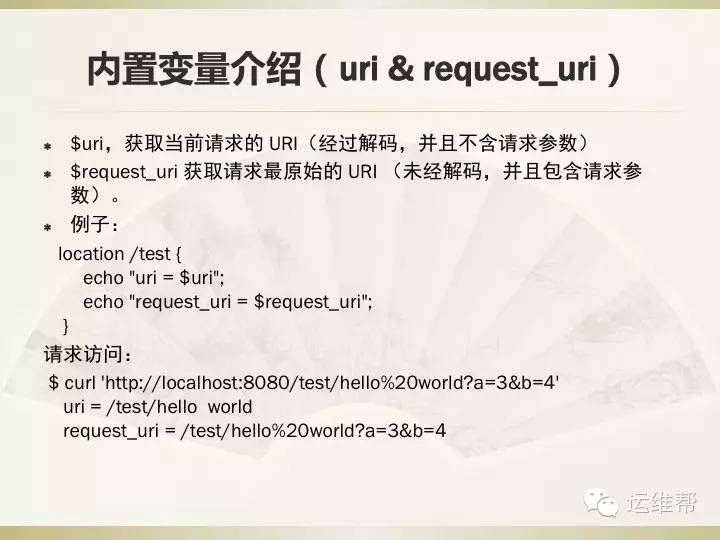 内置变量介绍（uri & request_uri）
* $uri，获取当前请求的 URI（经过解码，并且不含请求参数）
* $request_uri 获取请求最原始的 URI （未经解码，并且包含请求参
数）。
* 例子：
location /test {
echo "uri = $uri";
echo "request_uri = $request_uri";
}
请求访问：
$ curl 'http://localhost:8080/test/hello%20world?a=3&b=4'
uri = /test/hello  world
request_uri = /test/hello%20world?a=3&b=4
运维帮